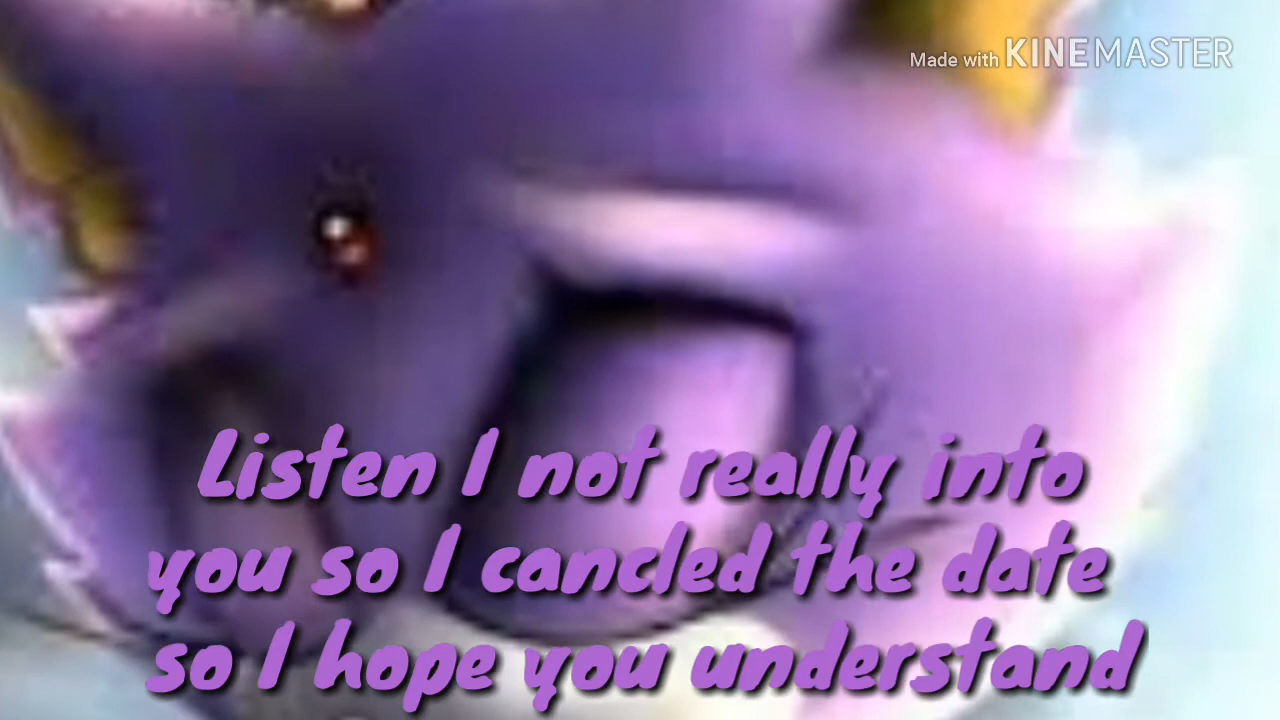 Made with KINEMASTER
Listen I not really into
you so I cancled the date
so I hope you understand